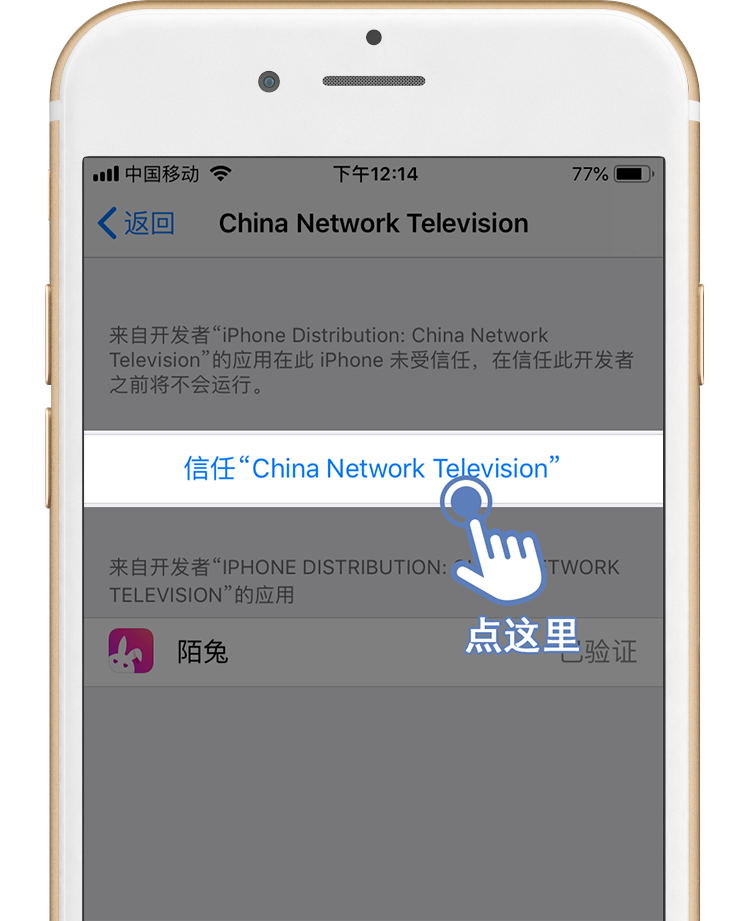 中国移动 下午12:14 77%
返回 China Network Television
来自开发者“iPhone Distribution: China Network
Television”的应用在此 iPhone 未受信任，在信任此开发者
之前将不会运行。
信任“China Network Television”
来自开发者“IPHONE DISTRIBUTION: C TWORK
TELEVISION”的应用
陌兔 已验证
点这里